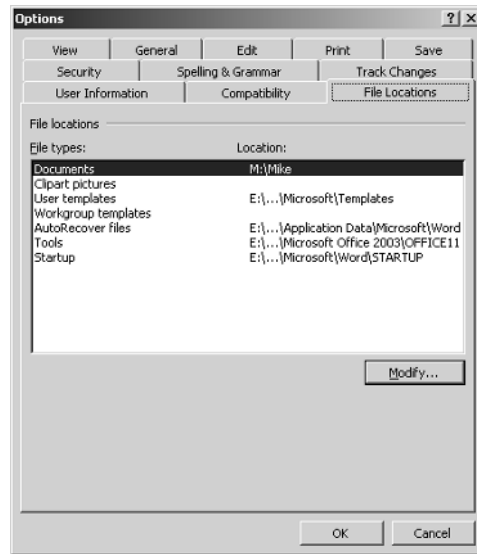 Options
View General Edit Print Save
Security Spelling & Grammar Track Changes
User Information Compatibility File Locations
File locations
File types: Location:
Documents M:\Mike
Clipart pictures
User templates E:\...\Microsoft\Templates
Workgroup templates
AutoRecover files E:\...\Application Data\Microsoft\Word
Tools E:\...\Microsoft Office 2003\OFFICE11
Startup E:\...\Microsoft\Word\STARTUP
Modify...
OK Cancel